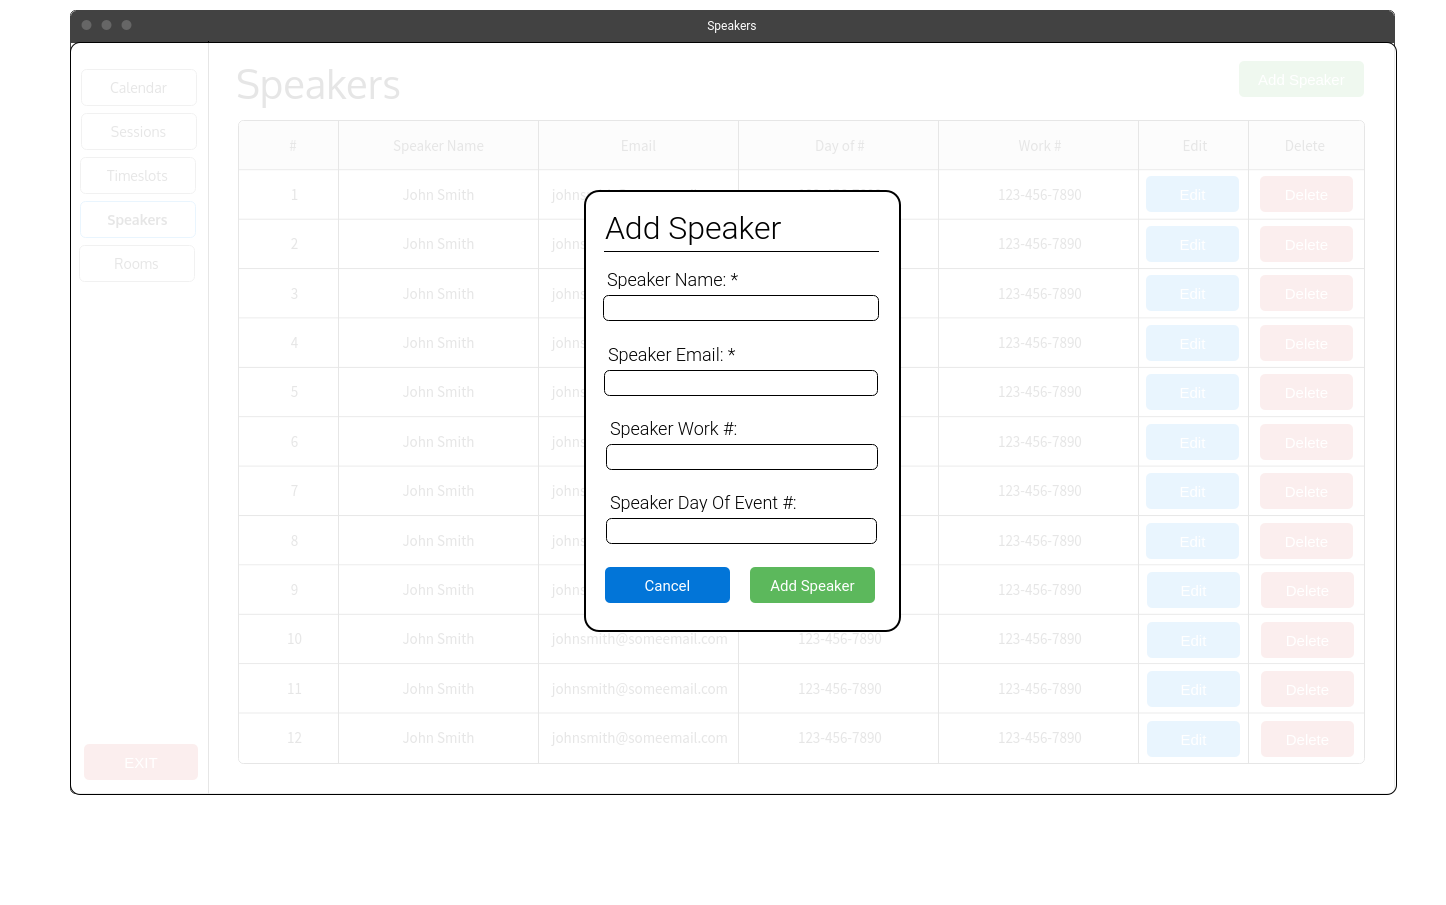 Speakers
Calendar
Sessions
Timeslots
Speakers
Rooms
EXIT
Speakers
Add Speaker
# Speaker Name Email Day of # Work # Edit Delete
1 John Smith johns 123-456-7890 Edit Delete
2 John Smith johns 123-456-7890 Edit Delete
3 John Smith johns 123-456-7890 Edit Delete
4 John Smith johns 123-456-7890 Edit Delete
5 John Smith johns 123-456-7890 Edit Delete
6 John Smith johns 123-456-7890 Edit Delete
7 John Smith johns 123-456-7890 Edit Delete
8 John Smith johns 123-456-7890 Edit Delete
9 John Smith johns 123-456-7890 Edit Delete
10 John Smith johnsmith@someemail.com 123-456-7890 123-456-7890 Edit Delete
11 John Smith johnsmith@someemail.com 123-456-7890 123-456-7890 Edit Delete
12 John Smith johnsmith@someemail.com 123-456-7890 123-456-7890 Edit Delete
Add Speaker
Speaker Name: *
Speaker Email: *
Speaker Work #:
Speaker Day Of Event #:
Cancel Add Speaker